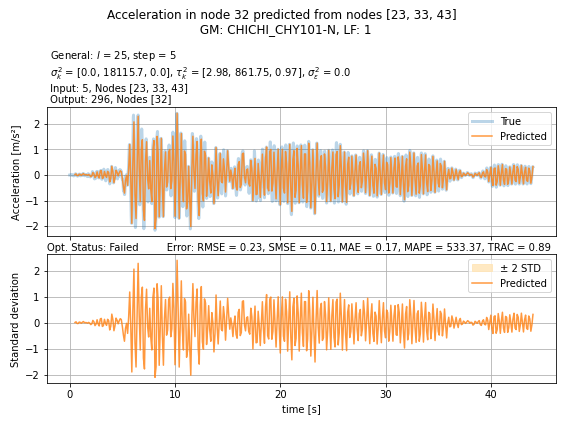 Acceleration in node 32 predicted from nodes [23, 33, 43]
GM: CHICHI_CHY101-N, LF: 1
General: l = 25, step = 5
σ²ₖ = [0.0, 18115.7, 0.0], τ²ₖ = [2.98, 861.75, 0.97], σ²ε = 0.0
Input: 5, Nodes [23, 33, 43]
Output: 296, Nodes [32]
Acceleration [m/s²]
2
1
0
−1
−2
True
Predicted
Opt. Status: Failed Error: RMSE = 0.23, SMSE = 0.11, MAE = 0.17, MAPE = 533.37, TRAC = 0.89
Standard deviation
2
1
0
−1
−2
± 2 STD
Predicted
0 10 20 30 40
time [s]